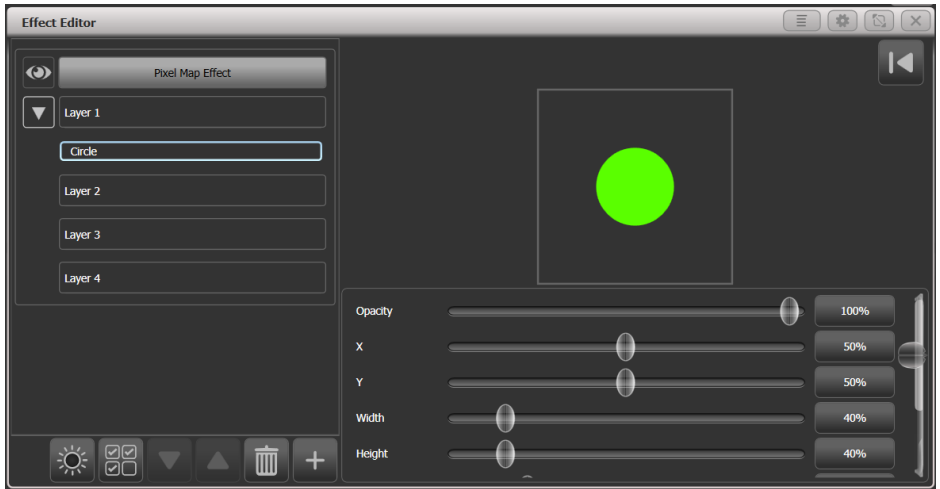 Effect Editor
Pixel Map Effect
Layer 1
Circle
Layer 2
Layer 3
Layer 4
Opacity 100%
X 50%
Y 50%
Width 40%
Height 40%